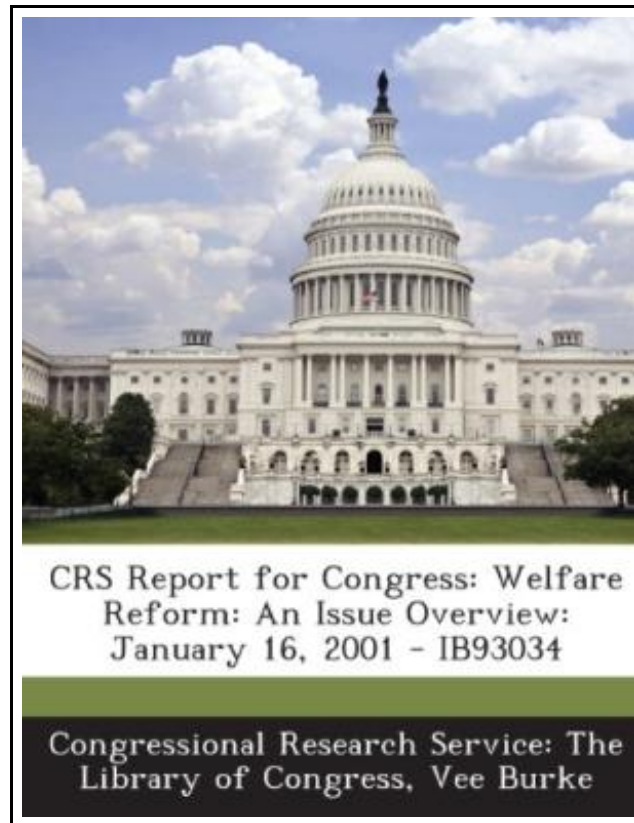 CRS Report for Congress: Welfare
Reform: An Issue Overview:
January 16, 2001 - IB93034
Congressional Research Service: The
Library of Congress, Vee Burke